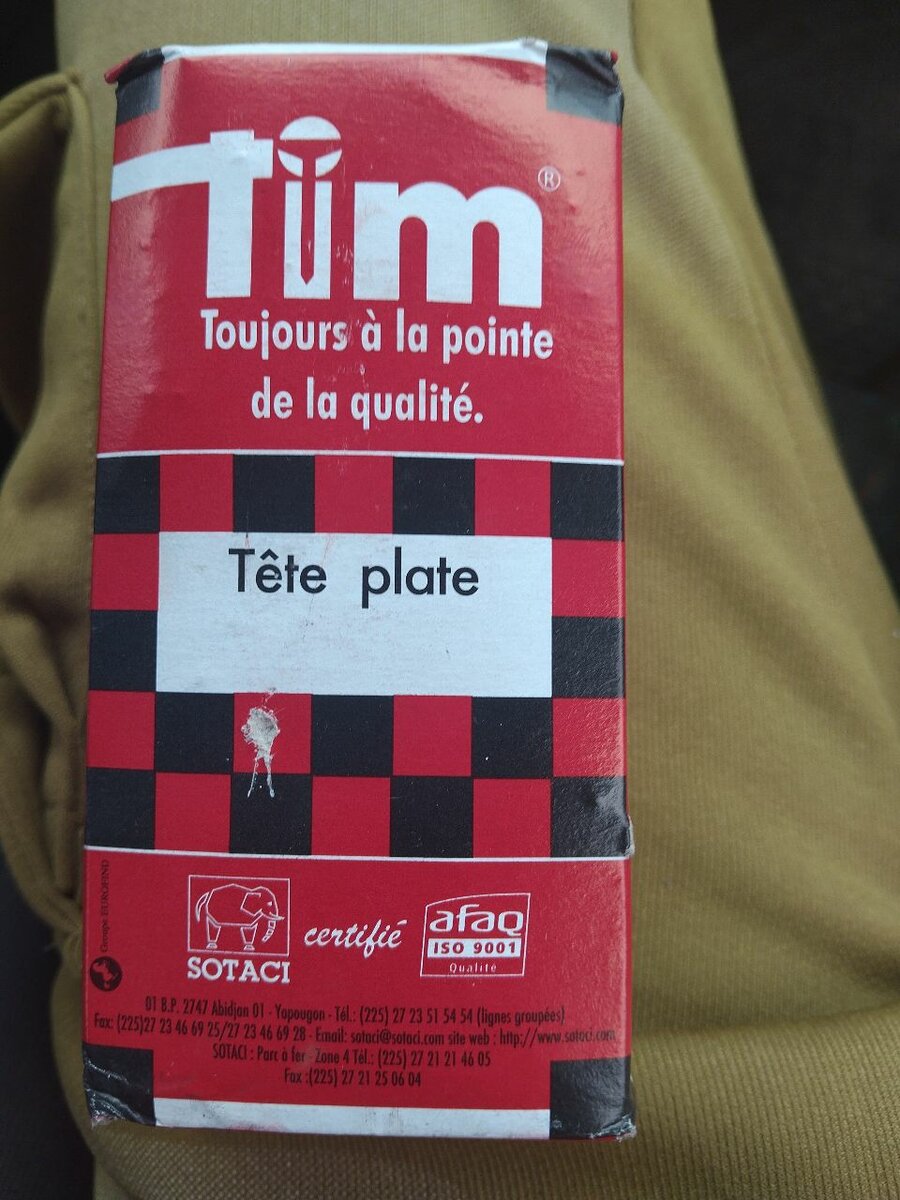 Tim®
Toujours à la pointe
de la qualité.
Tête plate
Groupe EUROFIND
SOTACI
certifié
afaq
ISO 9001
Qualité
01 B.P. 2747 Abidjan 01 - Yopougon - Tél.: (225) 27 23 51 54 54 (lignes groupées)
Fax: (225)27 23 46 69 25/27 23 46 69 28 - Email: sotaci@sotaci.com site web : http://www.sotaci.com
SOTACI : Parc à fer - Zone 4 Tél.: (225) 27 21 21 46 05
Fax :(225) 27 21 25 06 04